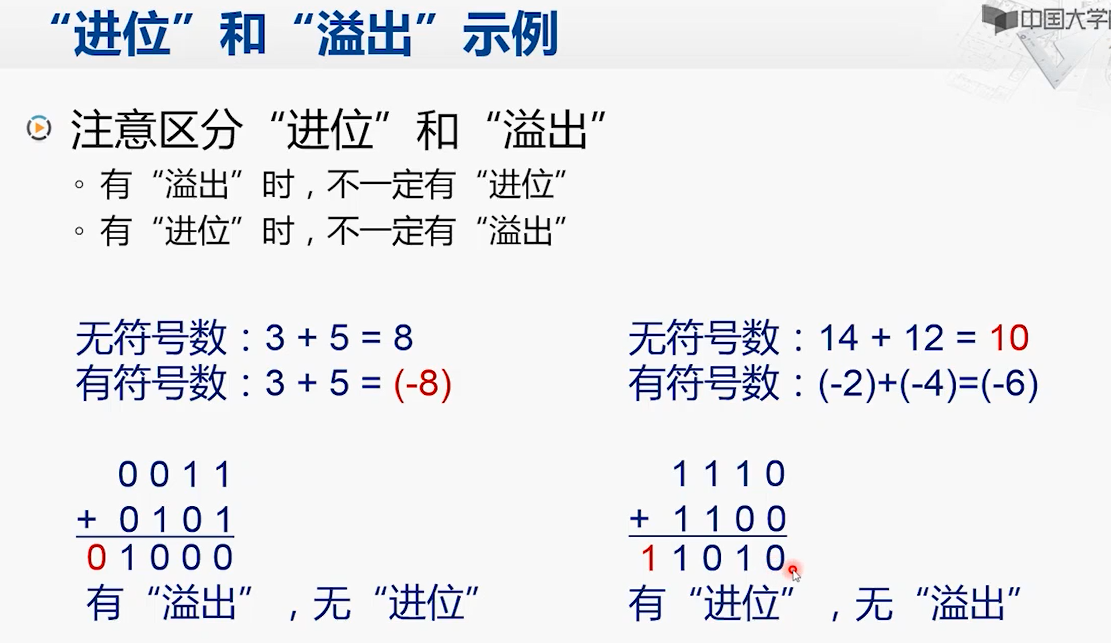 “进位”和“溢出”示例
中国大学
注意区分“进位”和“溢出”
有“溢出”时，不一定有“进位”
有“进位”时，不一定有“溢出”
无符号数：3 + 5 = 8
有符号数：3 + 5 = (-8)
0 0 1 1
+ 0 1 0 1
0 1 0 0 0
有“溢出”，无“进位”
无符号数：14 + 12 = 10
有符号数：(-2)+(-4)=(-6)
1 1 1 0
+ 1 1 0 0
1 1 0 1 0
有“进位”，无“溢出”